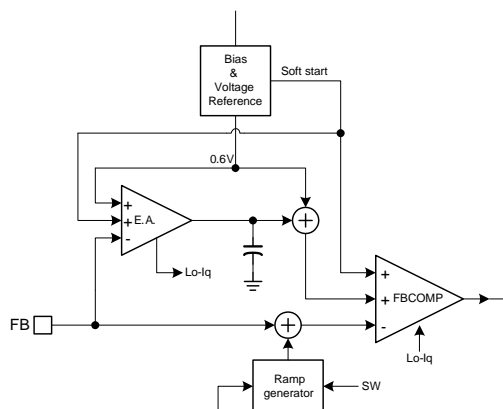 Bias
&
Voltage
Reference
Soft start
0.6V
+
+
-
E.A.
+
Lo-Iq
+
+
-
FBCOMP
FB
+
Lo-Iq
Ramp
generator
SW